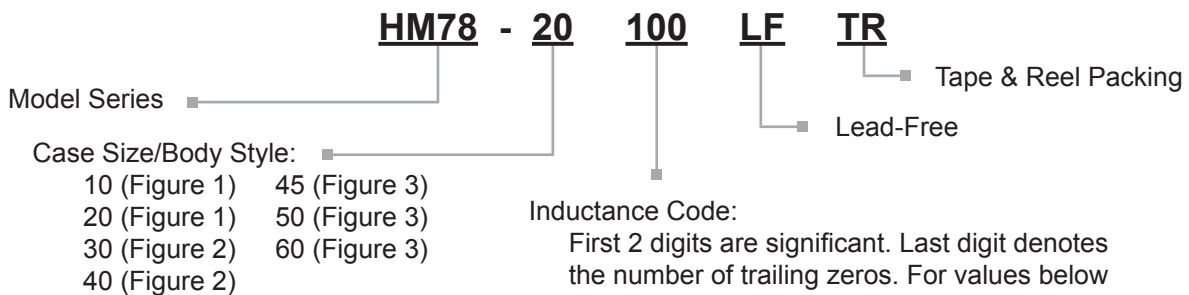 HM78 - 20 100 LF TR
Tape & Reel Packing
Model Series
Lead-Free
Case Size/Body Style:
10 (Figure 1) 45 (Figure 3)
20 (Figure 1) 50 (Figure 3)
30 (Figure 2) 60 (Figure 3)
40 (Figure 2)
Inductance Code:
First 2 digits are significant. Last digit denotes
the number of trailing zeros. For values below